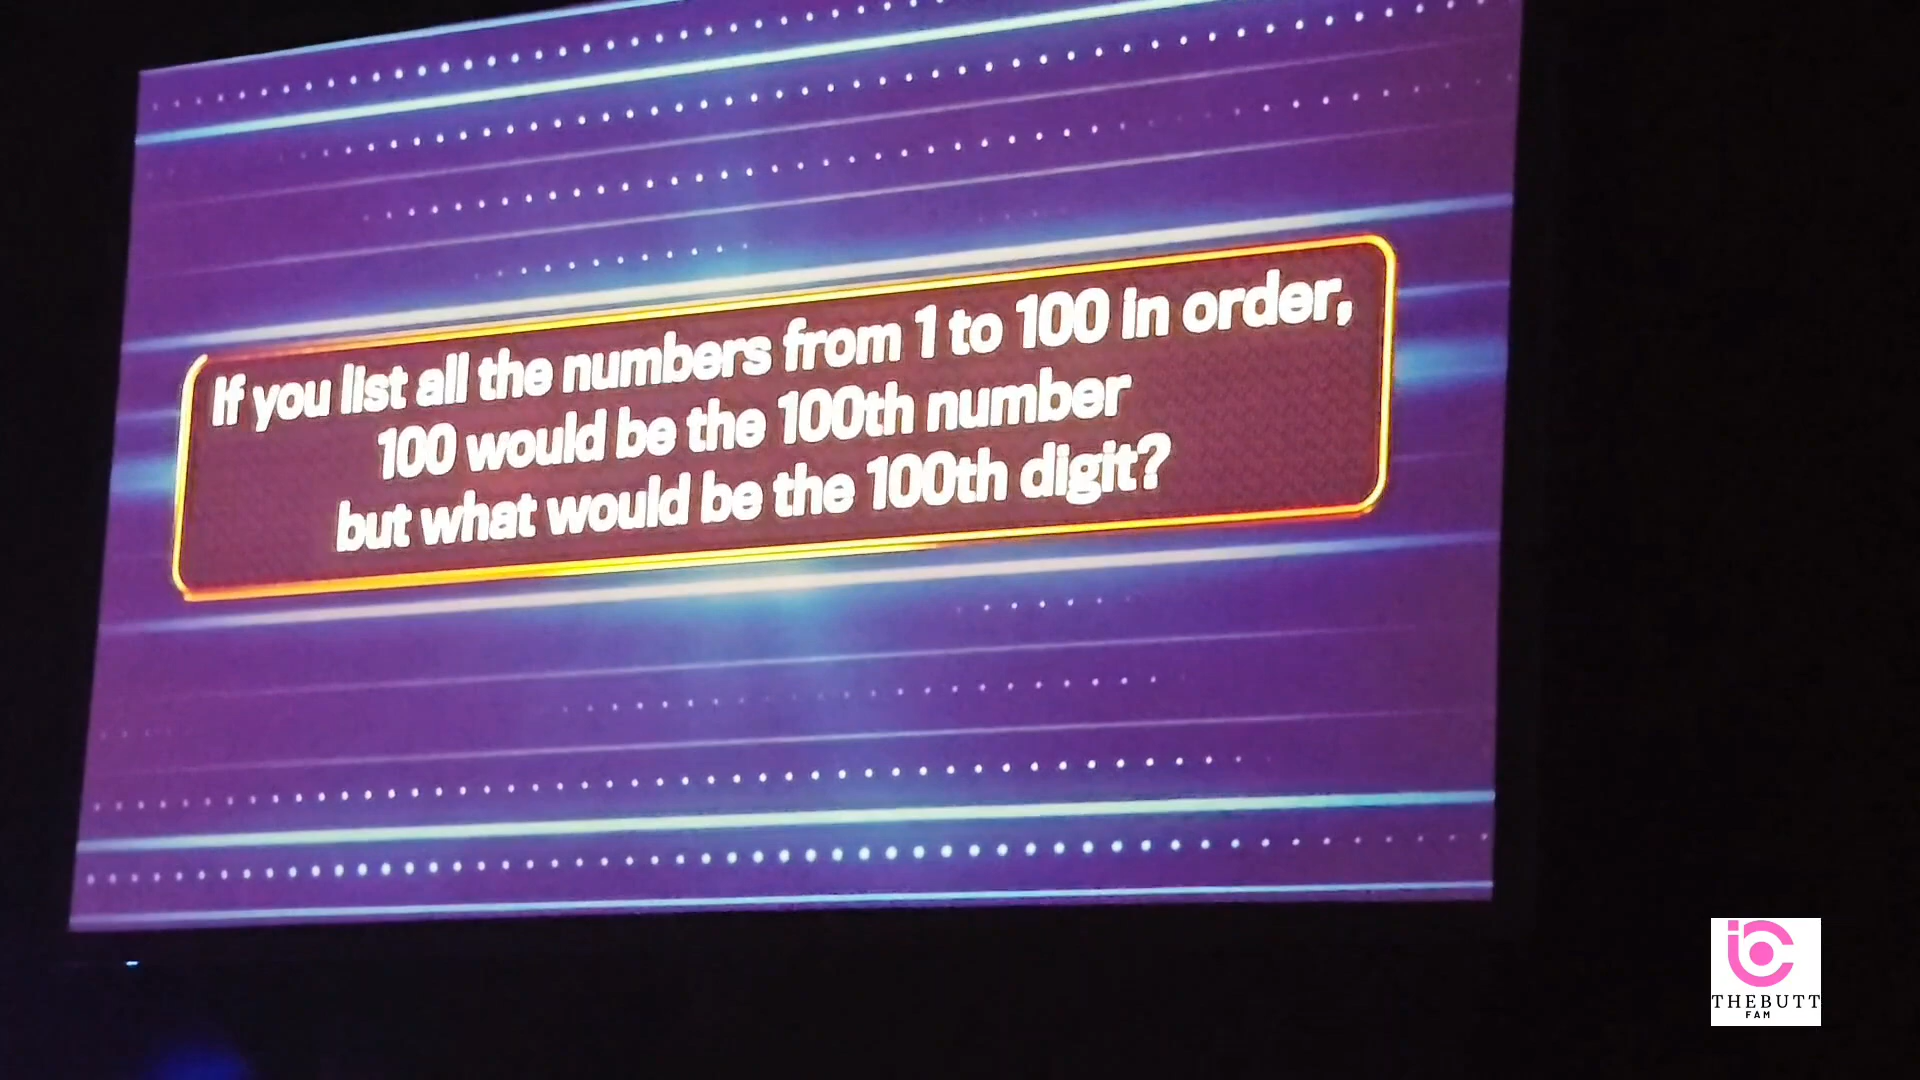 If you list all the numbers from 1 to 100 in order,
100 would be the 100th number
but what would be the 100th digit?
THEBUTT
FAM